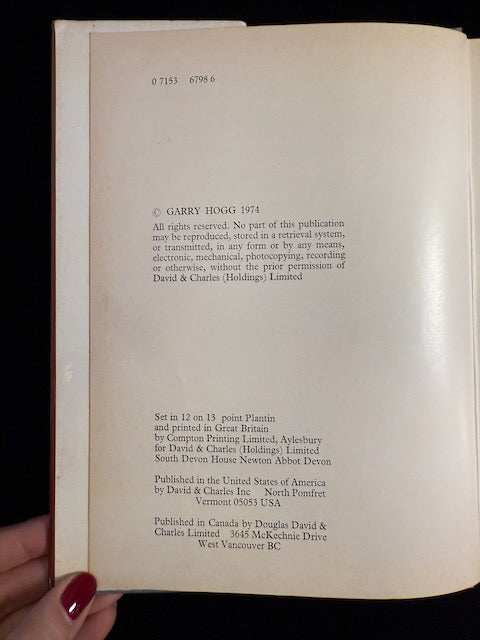 0 7153 6798 6
© GARRY HOGG 1974
All rights reserved. No part of this publication
may be reproduced, stored in a retrieval system,
or transmitted, in any form or by any means,
electronic, mechanical, photocopying, recording
or otherwise, without the prior permission of
David & Charles (Holdings) Limited
Set in 12 on 13 point Plantin
and printed in Great Britain
by Compton Printing Limited, Aylesbury
for David & Charles (Holdings) Limited
South Devon House Newton Abbot Devon
Published in the United States of America
by David & Charles Inc North Pomfret
Vermont 05053 USA
Published in Canada by Douglas David &
Charles Limited 3645 McKechnie Drive
West Vancouver BC